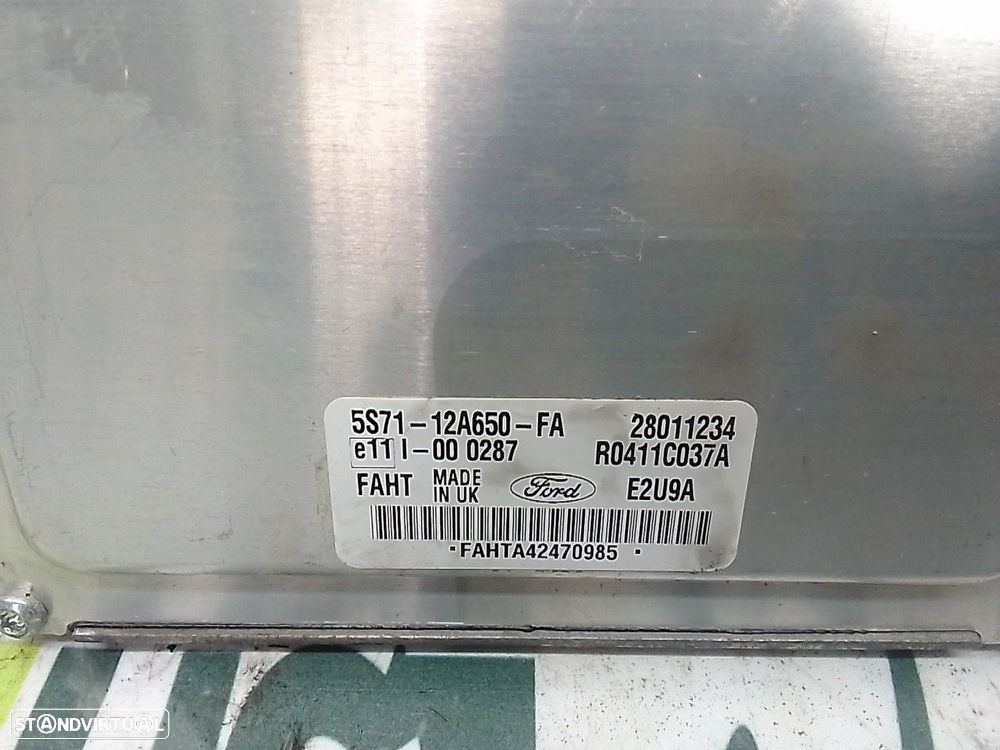 5S71-12A650-FA 28011234
e11 I-00 0287 R0411C037A
FAHT MADE IN UK Ford E2U9A
·FAHTA42470985 ·
STANDVIRTUAL